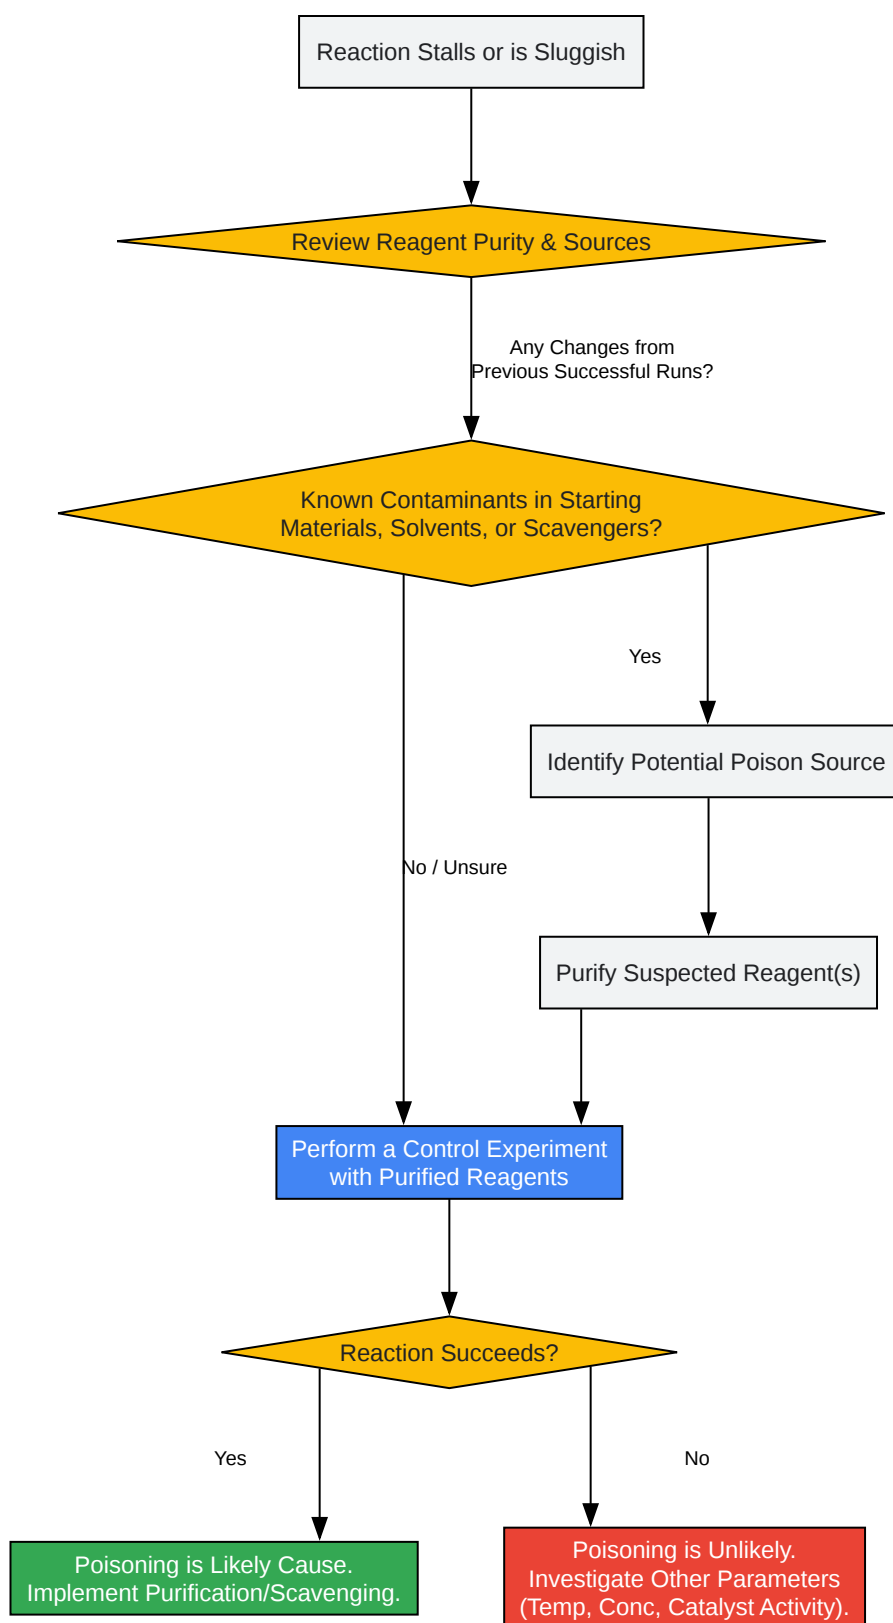 Reaction Stalls or is Sluggish
Review Reagent Purity & Sources
Any Changes from
Previous Successful Runs?
Known Contaminants in Starting
Materials, Solvents, or Scavengers?
Yes
Identify Potential Poison Source
No / Unsure
Purify Suspected Reagent(s)
Perform a Control Experiment
with Purified Reagents
Reaction Succeeds?
Yes
No
Poisoning is Likely Cause.
Implement Purification/Scavenging.
Poisoning is Unlikely.
Investigate Other Parameters
(Temp, Conc, Catalyst Activity).